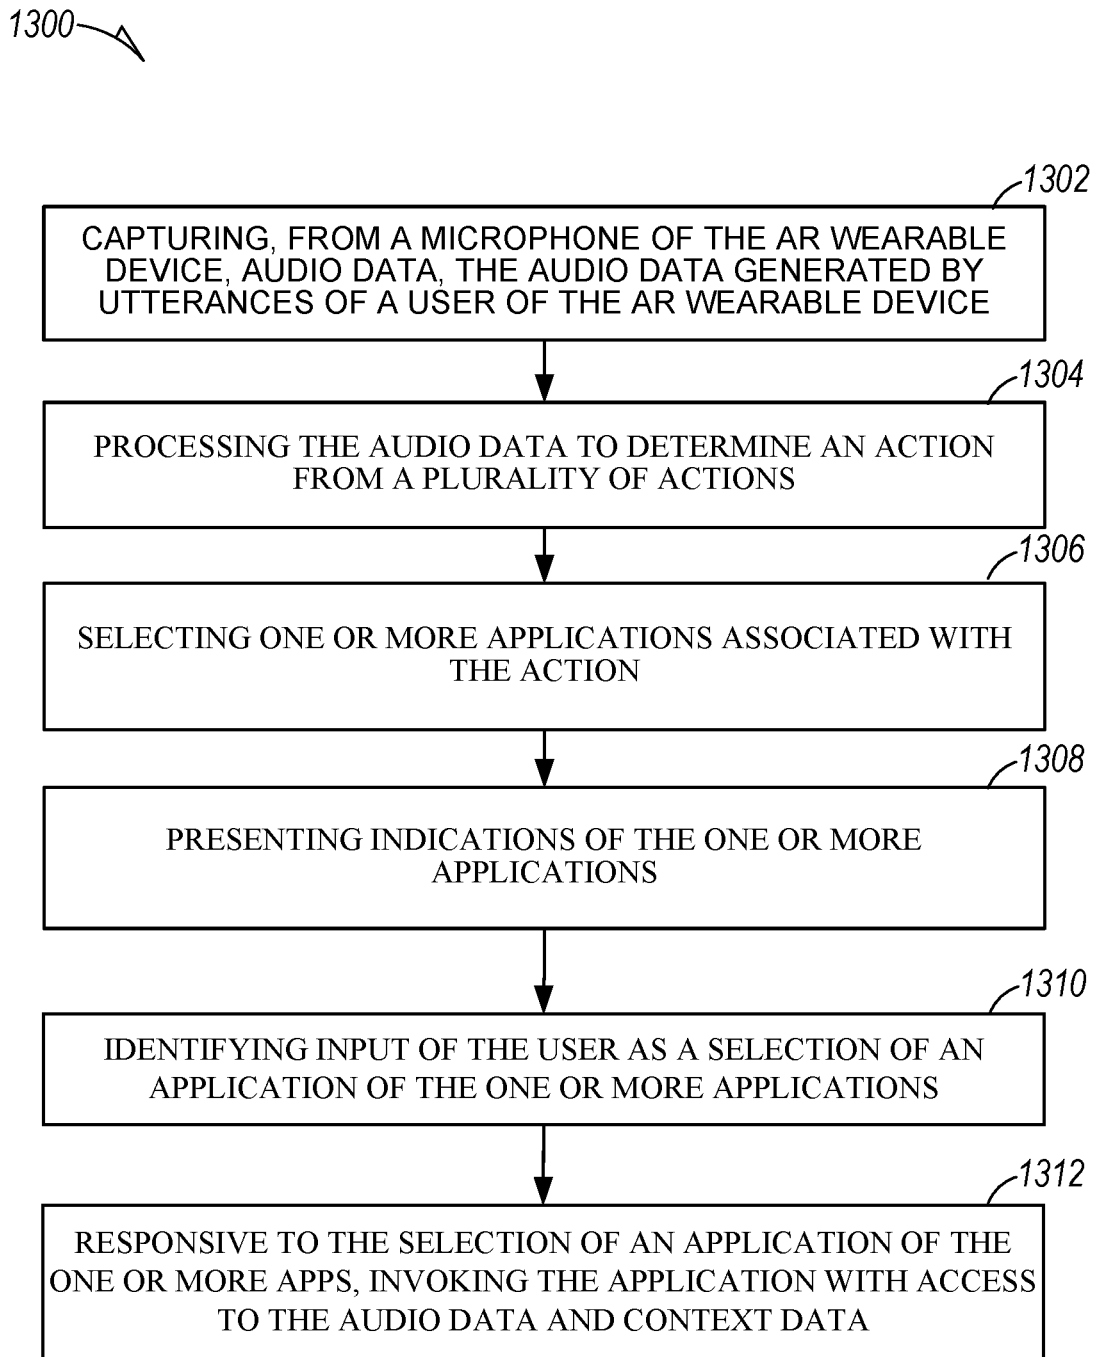 1300
1302
CAPTURING, FROM A MICROPHONE OF THE AR WEARABLE
DEVICE, AUDIO DATA, THE AUDIO DATA GENERATED BY
UTTERANCES OF A USER OF THE AR WEARABLE DEVICE
1304
PROCESSING THE AUDIO DATA TO DETERMINE AN ACTION
FROM A PLURALITY OF ACTIONS
1306
SELECTING ONE OR MORE APPLICATIONS ASSOCIATED WITH
THE ACTION
1308
PRESENTING INDICATIONS OF THE ONE OR MORE
APPLICATIONS
1310
IDENTIFYING INPUT OF THE USER AS A SELECTION OF AN
APPLICATION OF THE ONE OR MORE APPLICATIONS
1312
RESPONSIVE TO THE SELECTION OF AN APPLICATION OF THE
ONE OR MORE APPS, INVOKING THE APPLICATION WITH ACCESS
TO THE AUDIO DATA AND CONTEXT DATA